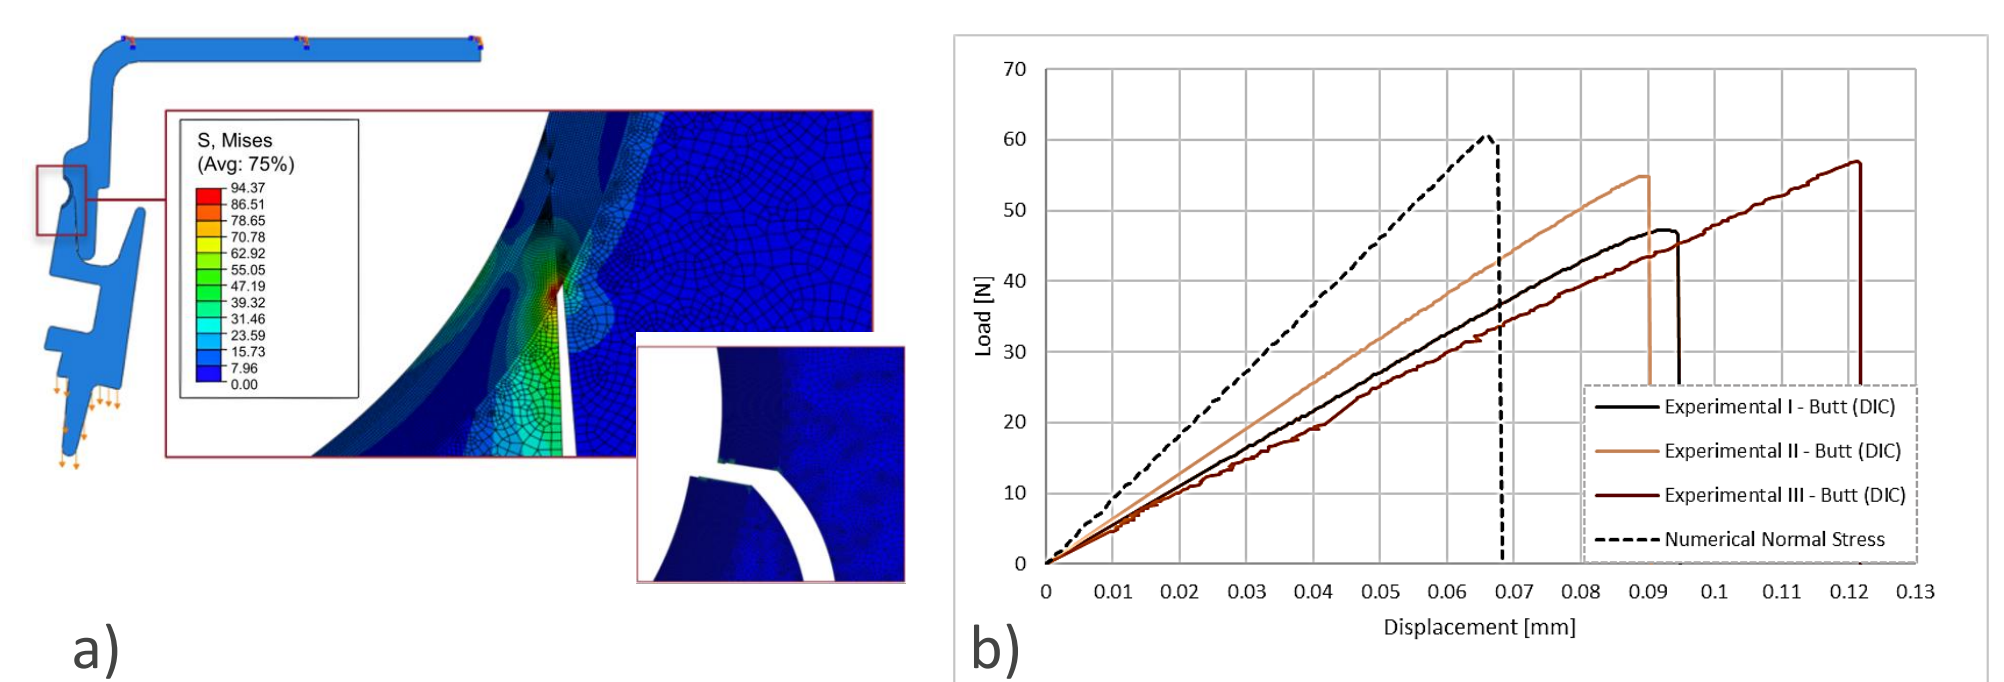 S, Mises
(Avg: 75%)
94.37
86.51
78.65
70.78
62.92
55.05
47.19
39.32
31.46
23.59
15.73
7.96
0.00
a)
70
60
50
40
30
20
10
0
Load [N]
0 0.01 0.02 0.03 0.04 0.05 0.06 0.07 0.08 0.09 0.1 0.11 0.12 0.13
Displacement [mm]
Experimental I - Butt (DIC)
Experimental II - Butt (DIC)
Experimental III - Butt (DIC)
Numerical Normal Stress
b)